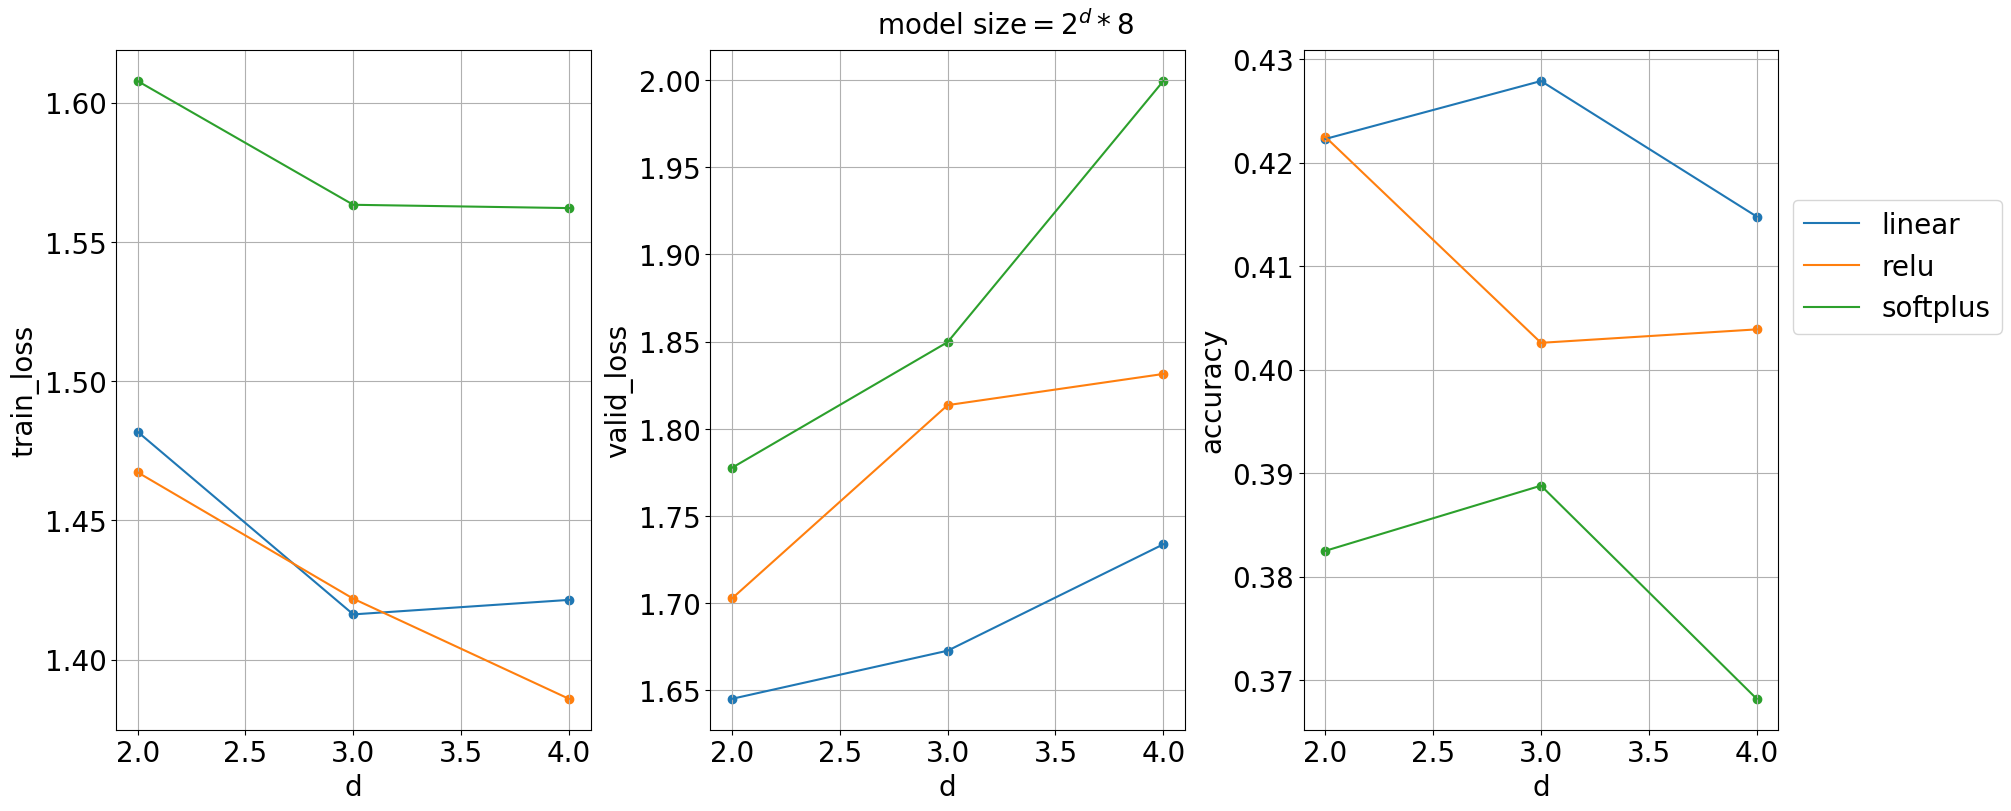 model size = 2^d * 8
train_loss
1.60
1.55
1.50
1.45
1.40
2.0 2.5 3.0 3.5 4.0
d
valid_loss
2.00
1.95
1.90
1.85
1.80
1.75
1.70
1.65
2.0 2.5 3.0 3.5 4.0
d
accuracy
0.43
0.42
0.41
0.40
0.39
0.38
0.37
2.0 2.5 3.0 3.5 4.0
d
linear
relu
softplus